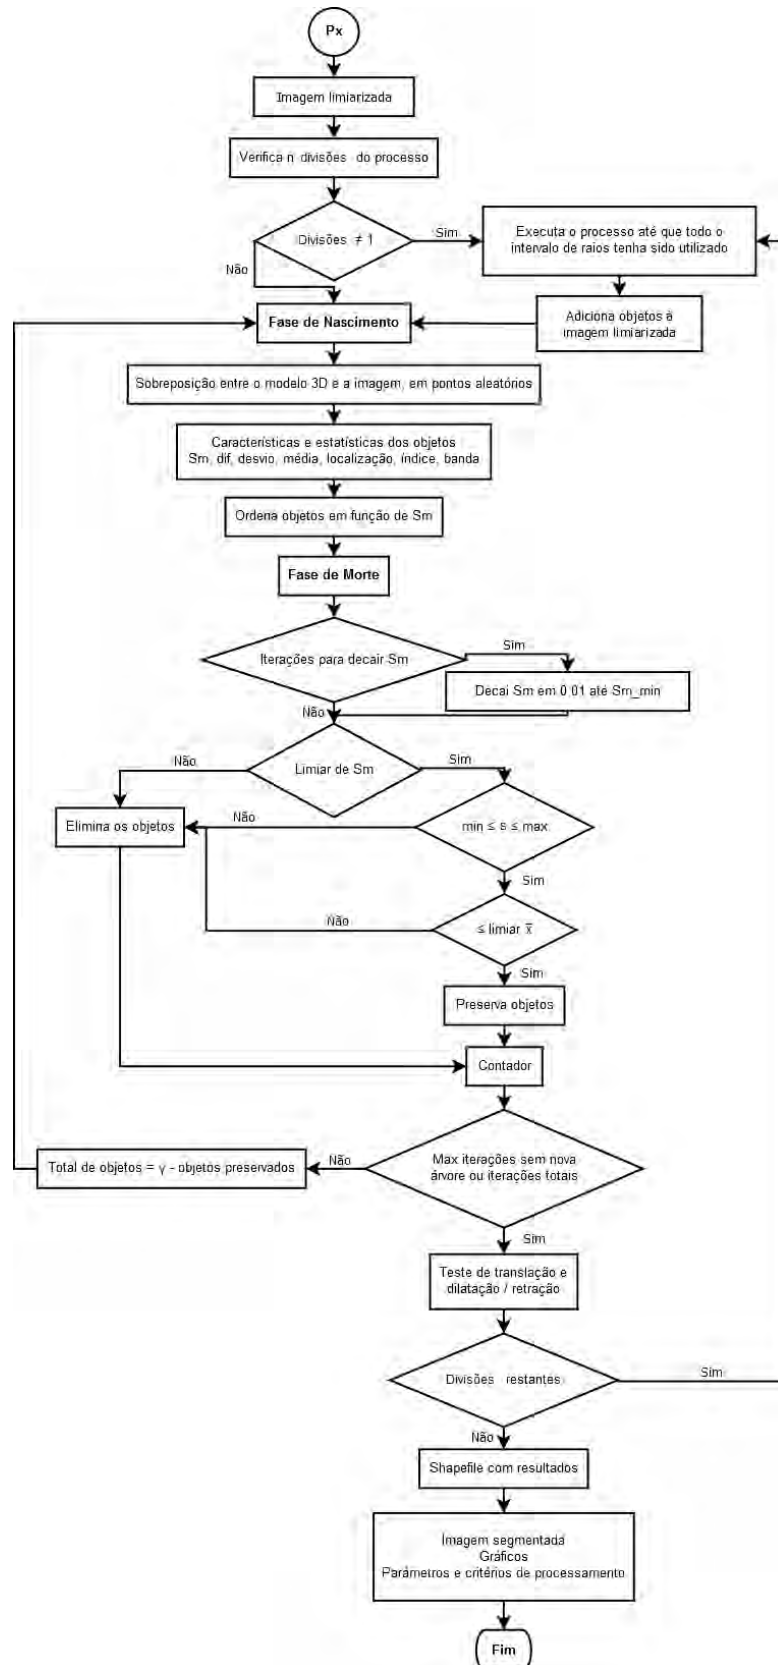 Px
Imagem limiarizada
Verifica n divisões do processo
Divisões ≠ 1
Sim
Executa o processo até que todo o
intervalo de raios tenha sido utilizado
Não
Adiciona objetos à
imagem limiarizada
Fase de Nascimento
Sobreposição entre o modelo 3D e a imagem, em pontos aleatórios
Características e estatísticas dos objetos
Sm, dif, desvio, média, localização, índice, banda
Ordena objetos em função de Sm
Fase de Morte
Iterações para decair Sm
Sim
Decai Sm em 0.01 até Sm_min
Não
Limiar de Sm
Não
Sim
Elimina os objetos
Não
min ≤ s ≤ max
Sim
Não
≤ limiar x̅
Sim
Preserva objetos
Contador
Max iterações sem nova
árvore ou iterações totais
Não
Total de objetos = γ - objetos preservados
Sim
Teste de translação e
dilatação / retração
Divisões restantes
Sim
Não
Shapefile com resultados
Imagem segmentada
Gráficos
Parâmetros e critérios de processamento
Fim